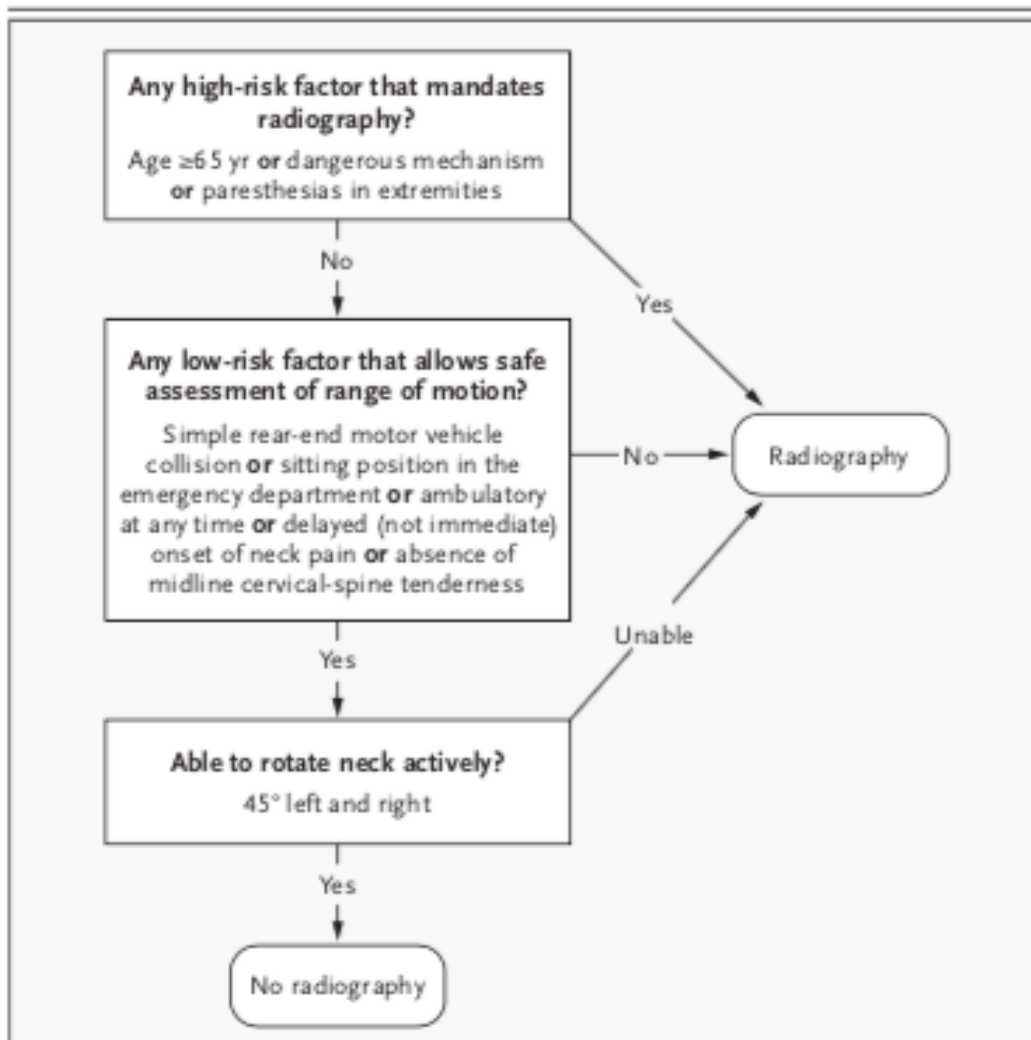 Any high-risk factor that mandates
radiography?
Age ≥65 yr or dangerous mechanism
or paresthesias in extremities
No
Yes
Any low-risk factor that allows safe
assessment of range of motion?
Simple rear-end motor vehicle
collision or sitting position in the
emergency department or ambulatory
at any time or delayed (not immediate)
onset of neck pain or absence of
midline cervical-spine tenderness
No
Radiography
Unable
Yes
Able to rotate neck actively?
45° left and right
Yes
No radiography